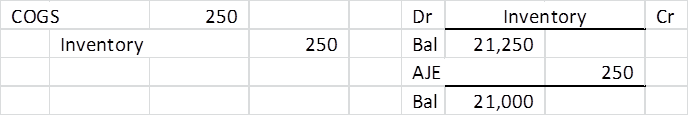 COGS 250 Dr Inventory Cr
Inventory 250 Bal 21,250
AJE 250
Bal 21,000